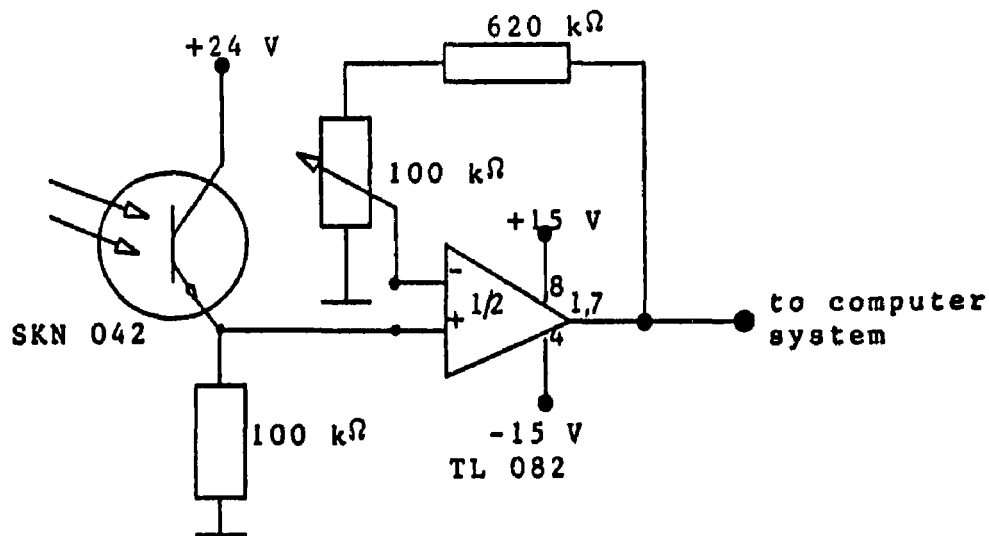 620 kΩ
+24 V
100 kΩ
+15 V
-
+
1/2
8
1,7
4
to computer
system
SKN 042
100 kΩ
-15 V
TL 082